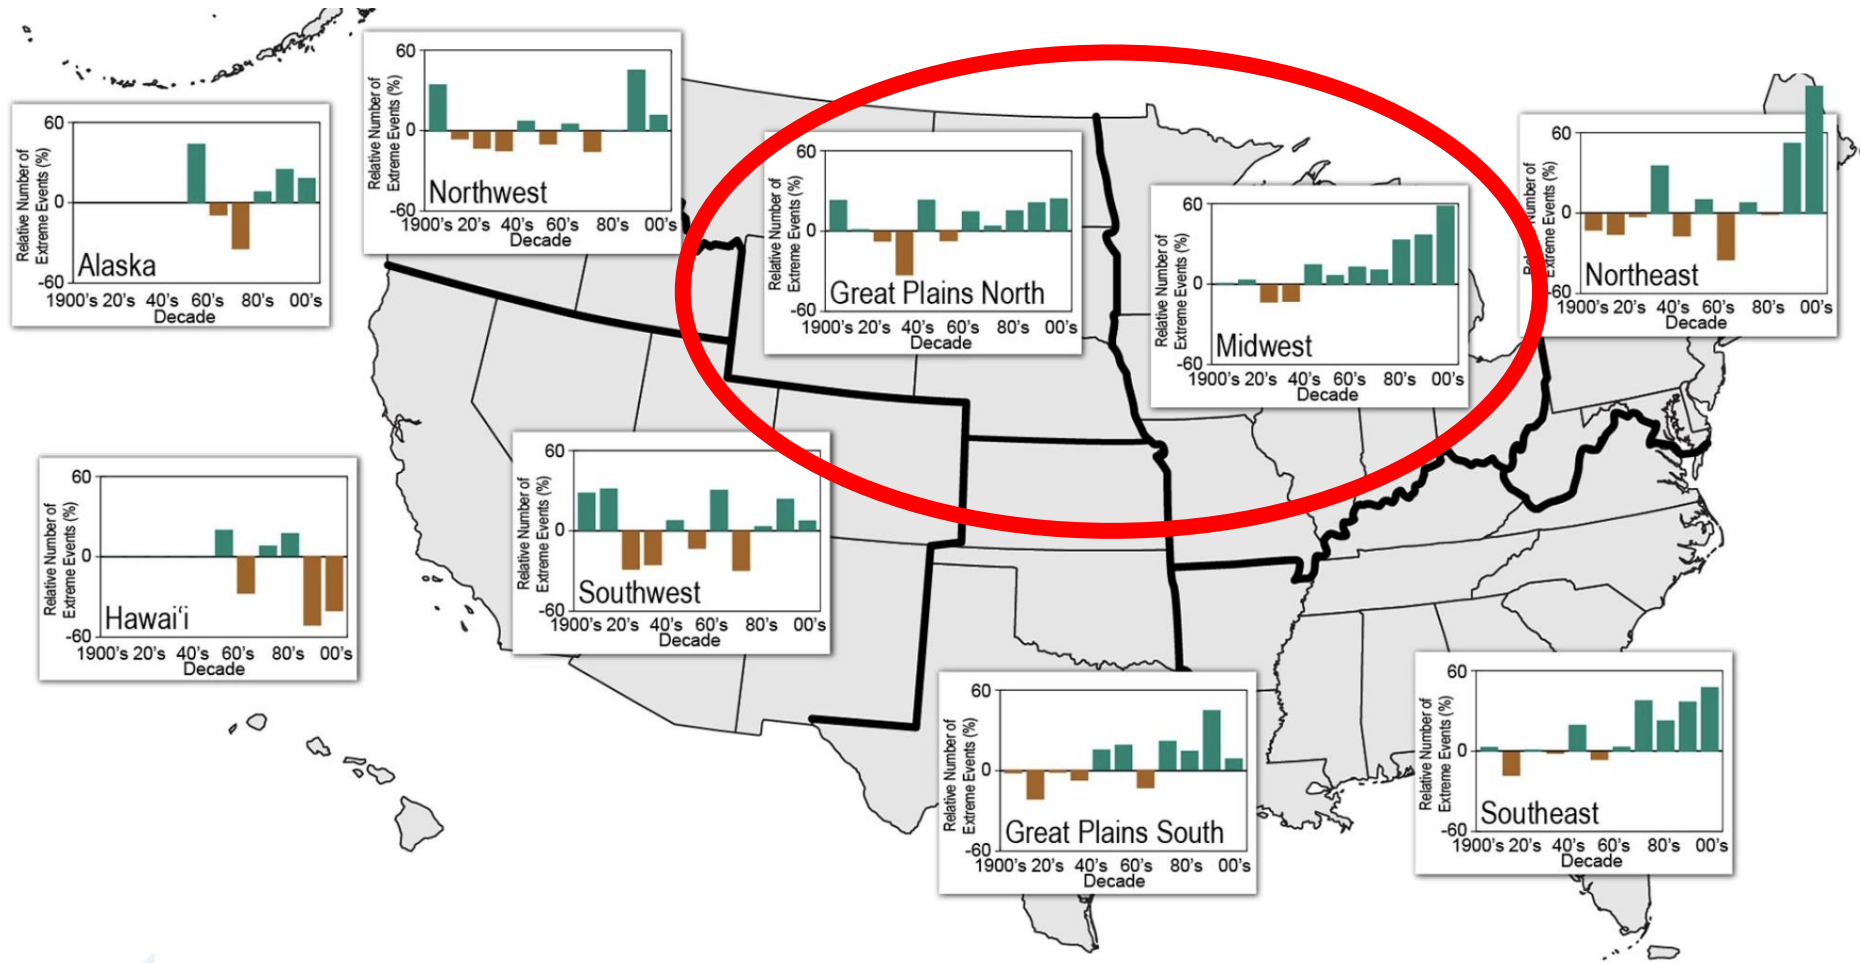 60
Relative Number of
Extreme Events (%)
0
Northwest
-60
1900's 20's 40's 60's 80's 00's
Decade
60
Relative Number of
Extreme Events (%)
0
Alaska
-60
1900's 20's 40's 60's 80's 00's
Decade
60
Relative Number of
Extreme Events (%)
0
Great Plains North
-60
1900's 20's 40's 60's 80's 00's
Decade
60
Relative Number of
Extreme Events (%)
0
Midwest
-60
1900's 20's 40's 60's 80's 00's
Decade
60
Relative Number of
Extreme Events (%)
0
Northeast
-60
1900's 20's 40's 60's 80's 00's
Decade
60
Relative Number of
Extreme Events (%)
0
Hawai‘i
-60
1900's 20's 40's 60's 80's 00's
Decade
60
Relative Number of
Extreme Events (%)
0
Southwest
-60
1900's 20's 40's 60's 80's 00's
Decade
60
Relative Number of
Extreme Events (%)
0
Great Plains South
-60
1900's 20's 40's 60's 80's 00's
Decade
60
Relative Number of
Extreme Events (%)
0
Southeast
-60
1900's 20's 40's 60's 80's 00's
Decade